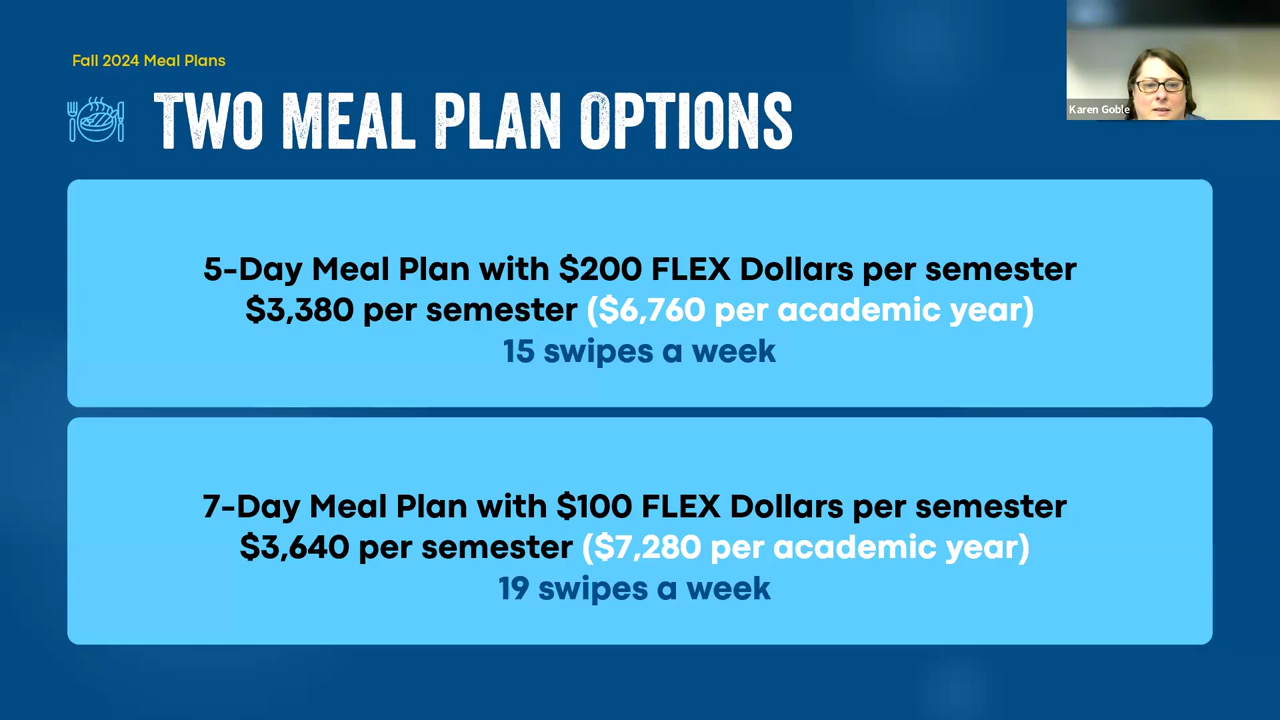 Fall 2024 Meal Plans
TWO MEAL PLAN OPTIONS
Karen Goble
5-Day Meal Plan with $200 FLEX Dollars per semester
$3,380 per semester ($6,760 per academic year)
15 swipes a week
7-Day Meal Plan with $100 FLEX Dollars per semester
$3,640 per semester ($7,280 per academic year)
19 swipes a week